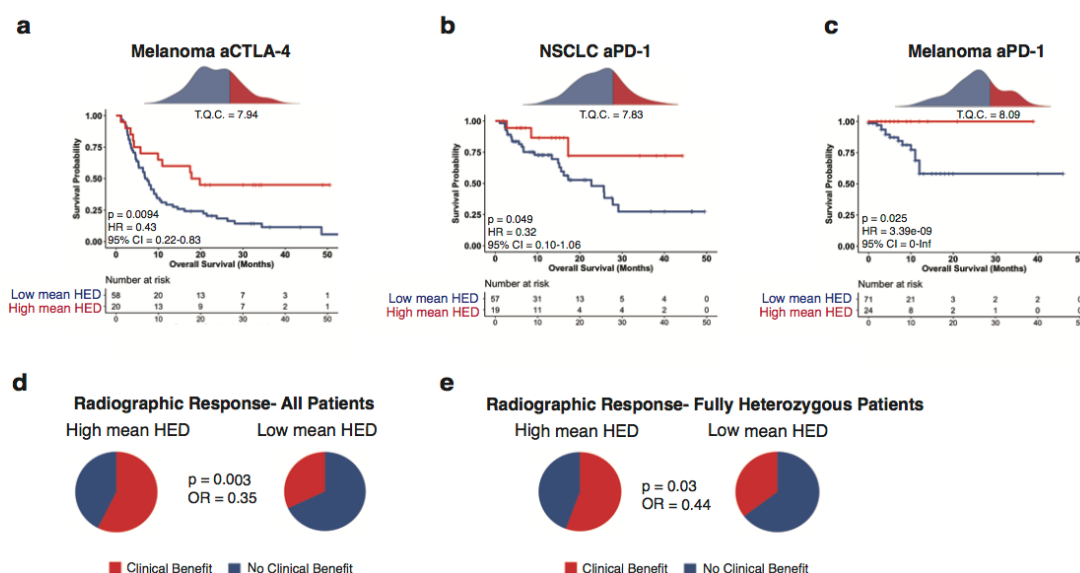 a
Melanoma aCTLA-4
T.Q.C. = 7.94
Survival Probability
1.00
0.75
0.50
0.25
0.00
p = 0.0094
HR = 0.43
95% CI = 0.22-0.83
0 10 20 30 40 50
Overall Survival (Months)
Number at risk
Low mean HED 58 20 13 7 3 1
High mean HED 20 13 9 7 2 1
0 10 20 30 40 50
b
NSCLC aPD-1
T.Q.C. = 7.83
Survival Probability
1.00
0.75
0.50
0.25
0.00
p = 0.049
HR = 0.32
95% CI = 0.10-1.06
0 10 20 30 40 50
Overall Survival (Months)
Number at risk
Low mean HED 57 31 13 5 4 0
High mean HED 19 11 4 4 2 0
0 10 20 30 40 50
c
Melanoma aPD-1
T.Q.C. = 8.09
Survival Probability
1.00
0.75
0.50
0.25
0.00
p = 0.025
HR = 3.39e-09
95% CI = 0-Inf
0 10 20 30 40 5
Overall Survival (Months)
Number at risk
Low mean HED 71 21 3 2 2 0
High mean HED 24 8 2 1 0 0
0 10 20 30 40 5
d
Radiographic Response- All Patients
High mean HED Low mean HED
p = 0.003
OR = 0.35
Clinical Benefit No Clinical Benefit
e
Radiographic Response- Fully Heterozygous Patients
High mean HED Low mean HED
p = 0.03
OR = 0.44
Clinical Benefit No Clinical Benefit